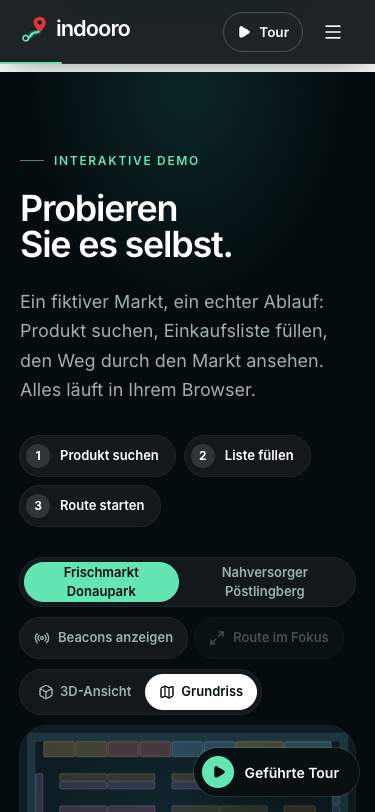 indooro
Tour
INTERAKTIVE DEMO
Probieren
Sie es selbst.
Ein fiktiver Markt, ein echter Ablauf:
Produkt suchen, Einkaufsliste füllen,
den Weg durch den Markt ansehen.
Alles läuft in Ihrem Browser.
1 Produkt suchen
2 Liste füllen
3 Route starten
Frischmarkt
Donaupark
Nahversorger
Pöstlingberg
Beacons anzeigen
Route im Fokus
3D-Ansicht
Grundriss
Geführte Tour